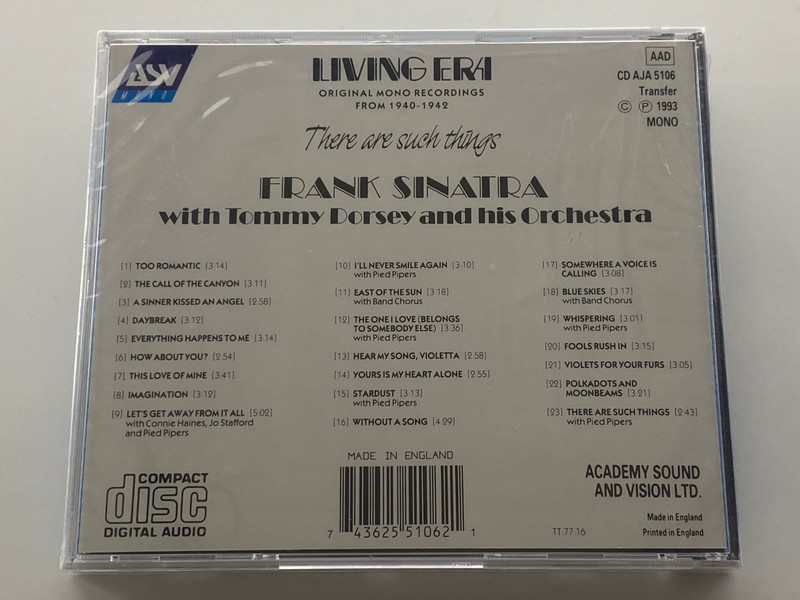 ASV
MONO
LIVING ERA
ORIGINAL MONO RECORDINGS
FROM 1940-1942
There are such things
FRANK SINATRA
with Tommy Dorsey and his Orchestra
AAD
CD AJA 5106
Transfer
© ℗ 1993
MONO
[1] TOO ROMANTIC [3:14]
[2] THE CALL OF THE CANYON [3:11]
[3] A SINNER KISSED AN ANGEL [2:58]
[4] DAYBREAK [3:12]
[5] EVERYTHING HAPPENS TO ME [3:14]
[6] HOW ABOUT YOU? [2:54]
[7] THIS LOVE OF MINE [3:41]
[8] IMAGINATION [3:12]
[9] LET'S GET AWAY FROM IT ALL [5:02]
with Connie Haines, Jo Stafford
and Pied Pipers
[10] I'LL NEVER SMILE AGAIN [3:10]
with Pied Pipers
[11] EAST OF THE SUN [3:18]
with Band Chorus
[12] THE ONE I LOVE (BELONGS
TO SOMEBODY ELSE) [3:36]
with Pied Pipers
[13] HEAR MY SONG, VIOLETTA [2:58]
[14] YOURS IS MY HEART ALONE [2:55]
[15] STARDUST [3:13]
with Pied Pipers
[16] WITHOUT A SONG [4:29]
[17] SOMEWHERE A VOICE IS
CALLING [3:08]
[18] BLUE SKIES [3:17]
with Band Chorus
[19] WHISPERING [3:01]
with Pied Pipers
[20] FOOLS RUSH IN [3:15]
[21] VIOLETS FOR YOUR FURS [3:05]
[22] POLKADOTS AND
MOONBEAMS [3:21]
[23] THERE ARE SUCH THINGS [2:43]
with Pied Pipers
COMPACT
disc
DIGITAL AUDIO
MADE IN ENGLAND
7 43625 51062 1
TT:77:16
ACADEMY SOUND
AND VISION LTD.
Made in England
Printed in England